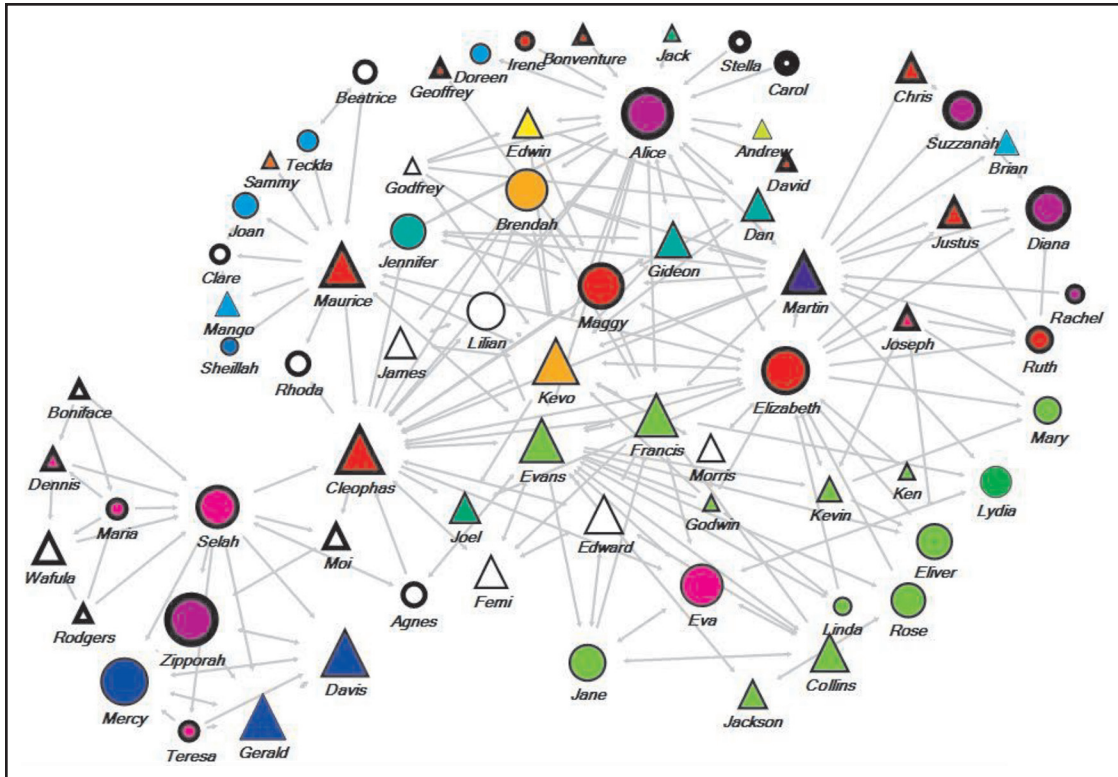 Irene
Bonventure
Jack
Stella
Doreen
Geoffrey
Carol
Beatrice
Chris
Suzzanah
Edwin
Alice
Andrew
Brian
Teckla
Sammy
Godfrey
David
Joan
Brendah
Dan
Justus
Diana
Clare
Jennifer
Gideon
Maurice
Martin
Rachel
Mango
Lilian
Maggy
Joseph
Sheillah
James
Ruth
Rhoda
Kevo
Elizabeth
Boniface
Mary
Francis
Evans
Morris
Dennis
Cleophas
Ken
Lydia
Maria
Selah
Joel
Godwin
Kevin
Wafula
Moi
Edward
Eliver
Femi
Agnes
Eva
Linda
Rose
Rodgers
Zipporah
Davis
Jane
Collins
Mercy
Jackson
Teresa
Gerald